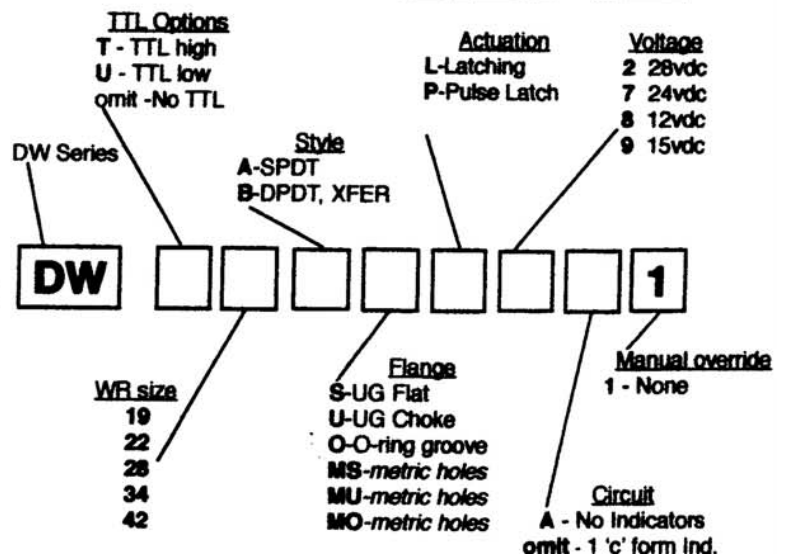 TTL Options
T - TTL high
U - TTL low
omit -No TTL
Actuation
L-Latching
P-Pulse Latch
Voltage
2 28vdc
7 24vdc
8 12vdc
9 15vdc
DW Series
Style
A-SPDT
B-DPDT, XFER
DW
1
WR size
19
22
28
34
42
Flange
S-UG Flat
U-UG Choke
O-O-ring groove
MS-metric holes
MU-metric holes
MO-metric holes
Manual override
1 - None
Circuit
A - No Indicators
omit - 1 'c' form Ind.